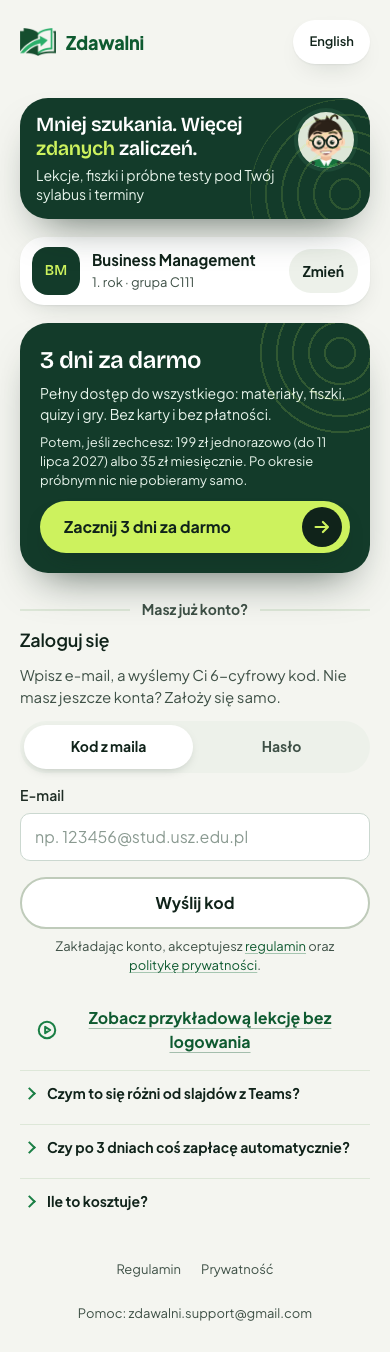 Zdawalni
English
Mniej szukania. Więcej
zdanych zaliczeń.
Lekcje, fiszki i próbne testy pod Twój
sylabus i terminy
BM
Business Management
1. rok · grupa C111
Zmień
3 dni za darmo
Pełny dostęp do wszystkiego: materiały, fiszki,
quizy i gry. Bez karty i bez płatności.
Potem, jeśli zechcesz: 199 zł jednorazowo (do 11
lipca 2027) albo 35 zł miesięcznie. Po okresie
próbnym nic nie pobieramy samo.
Zacznij 3 dni za darmo
Masz już konto?
Zaloguj się
Wpisz e-mail, a wyślemy Ci 6-cyfrowy kod. Nie
masz jeszcze konta? Założy się samo.
Kod z maila
Hasło
E-mail
np. 123456@stud.usz.edu.pl
Wyślij kod
Zakładając konto, akceptujesz regulamin oraz
politykę prywatności.
Zobacz przykładową lekcję bez
logowania
Czym to się różni od slajdów z Teams?
Czy po 3 dniach coś zapłacę automatycznie?
Ile to kosztuje?
Regulamin
Prywatność
Pomoc: zdawalni.support@gmail.com